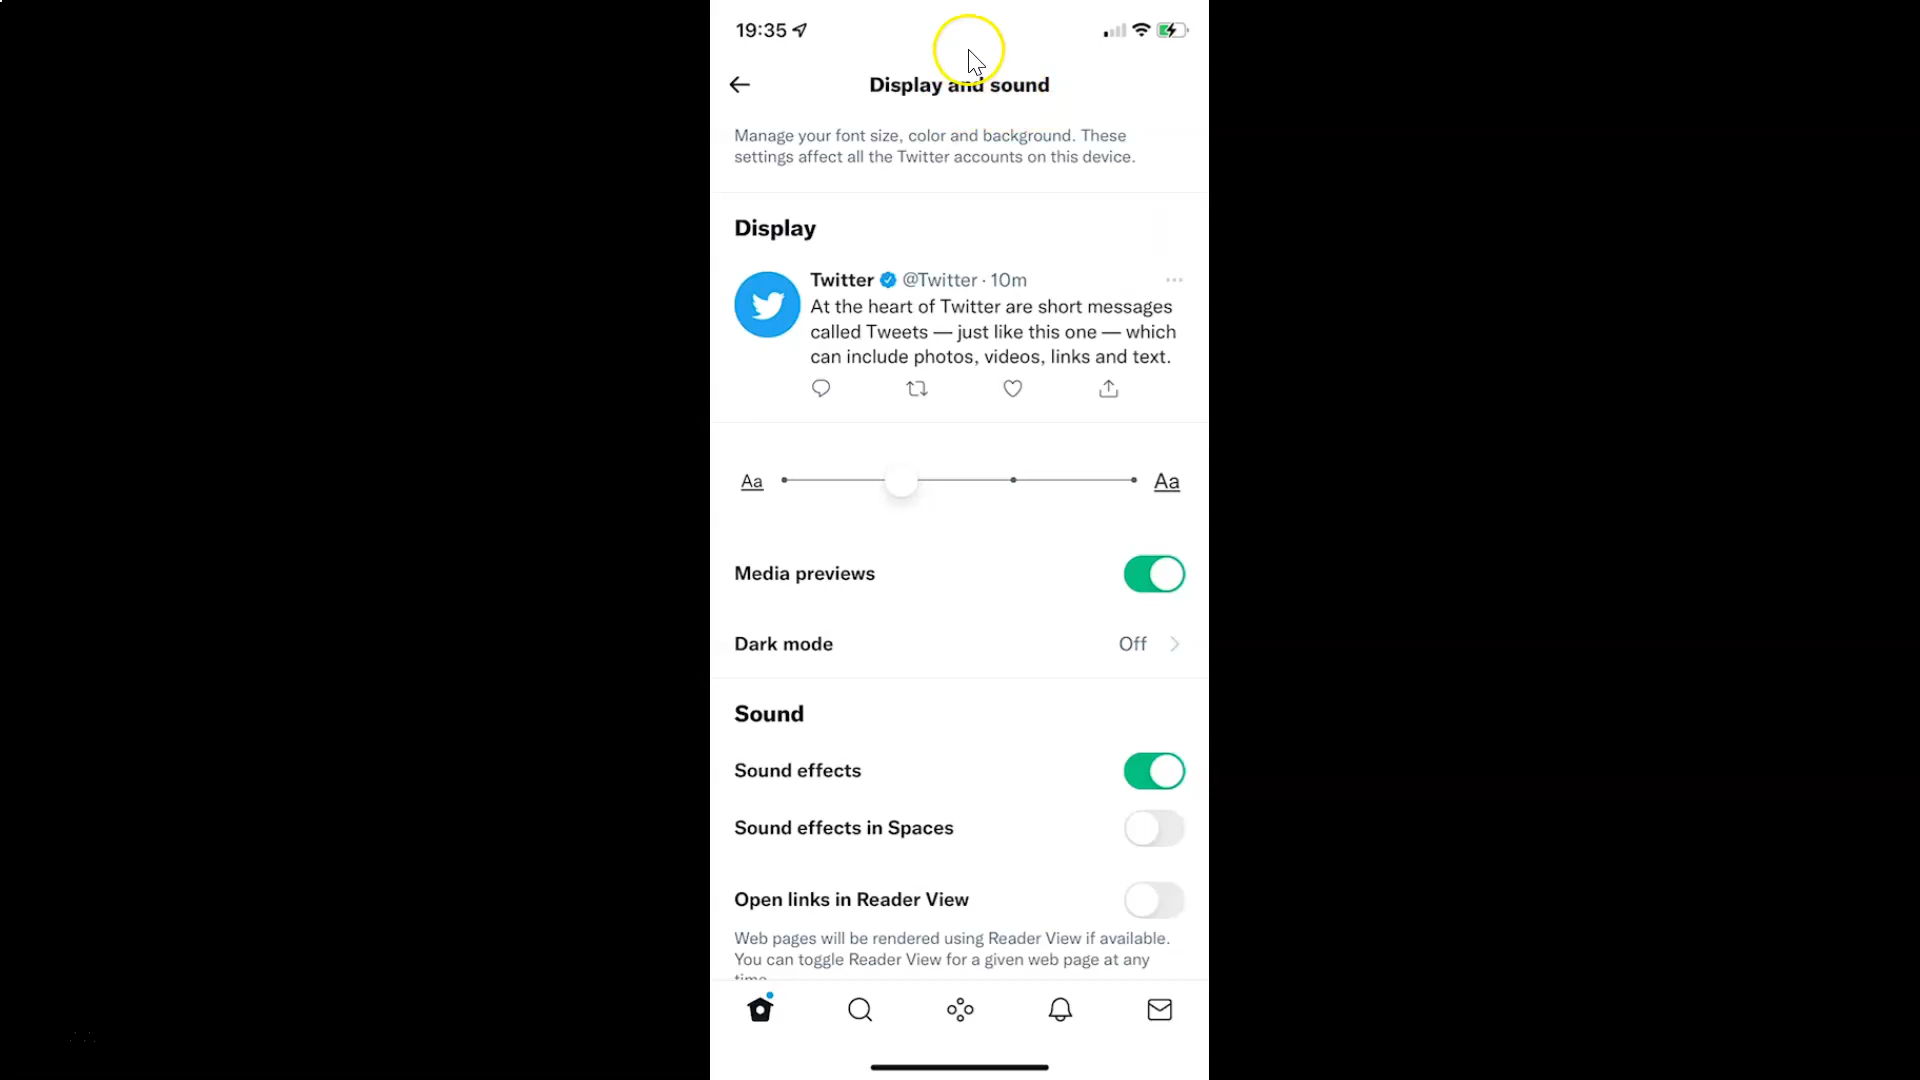 19:35
Display and sound
Manage your font size, color and background. These
settings affect all the Twitter accounts on this device.
Display
Twitter @Twitter · 10m
At the heart of Twitter are short messages
called Tweets — just like this one — which
can include photos, videos, links and text.
Aa Aa
Media previews
Dark mode Off
Sound
Sound effects
Sound effects in Spaces
Open links in Reader View
Web pages will be rendered using Reader View if available.
You can toggle Reader View for a given web page at any
time.